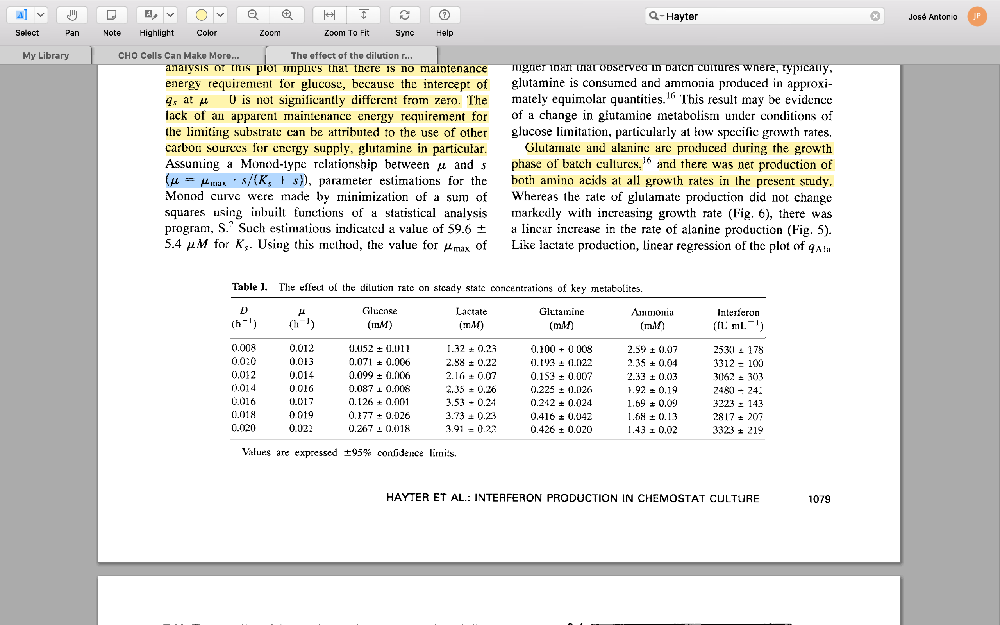 Select
Pan
Note
Highlight
Color
Zoom
Zoom To Fit
Sync
Help
Hayter
José Antonio
JP
My Library
CHO Cells Can Make More...
The effect of the dilution r...
analysis of this plot implies that there is no maintenance
energy requirement for glucose, because the intercept of
qs at μ = 0 is not significantly different from zero. The
lack of an apparent maintenance energy requirement for
the limiting substrate can be attributed to the use of other
carbon sources for energy supply, glutamine in particular.
Assuming a Monod-type relationship between μ and s
(μ = μmax · s/(Ks + s)), parameter estimations for the
Monod curve were made by minimization of a sum of
squares using inbuilt functions of a statistical analysis
program, S.² Such estimations indicated a value of 59.6 ±
5.4 μM for Ks. Using this method, the value for μmax of
higher than that observed in batch cultures where, typically,
glutamine is consumed and ammonia produced in approxi-
mately equimolar quantities.¹⁶ This result may be evidence
of a change in glutamine metabolism under conditions of
glucose limitation, particularly at low specific growth rates.
Glutamate and alanine are produced during the growth
phase of batch cultures,¹⁶ and there was net production of
both amino acids at all growth rates in the present study.
Whereas the rate of glutamate production did not change
markedly with increasing growth rate (Fig. 6), there was
a linear increase in the rate of alanine production (Fig. 5).
Like lactate production, linear regression of the plot of qAla
Table I. The effect of the dilution rate on steady state concentrations of key metabolites.
D μ Glucose Lactate Glutamine Ammonia Interferon
(h⁻¹) (h⁻¹) (mM) (mM) (mM) (mM) (IU mL⁻¹)
0.008 0.012 0.052 ± 0.011 1.32 ± 0.23 0.100 ± 0.008 2.59 ± 0.07 2530 ± 178
0.010 0.013 0.071 ± 0.006 2.88 ± 0.22 0.193 ± 0.022 2.35 ± 0.04 3312 ± 100
0.012 0.014 0.099 ± 0.006 2.16 ± 0.07 0.153 ± 0.007 2.33 ± 0.03 3062 ± 303
0.014 0.016 0.087 ± 0.008 2.35 ± 0.26 0.225 ± 0.026 1.92 ± 0.19 2480 ± 241
0.016 0.017 0.126 ± 0.001 3.53 ± 0.24 0.242 ± 0.024 1.69 ± 0.09 3223 ± 143
0.018 0.019 0.177 ± 0.026 3.73 ± 0.23 0.416 ± 0.042 1.68 ± 0.13 2817 ± 207
0.020 0.021 0.267 ± 0.018 3.91 ± 0.22 0.426 ± 0.020 1.43 ± 0.02 3323 ± 219
Values are expressed ±95% confidence limits.
HAYTER ET AL.: INTERFERON PRODUCTION IN CHEMOSTAT CULTURE 1079